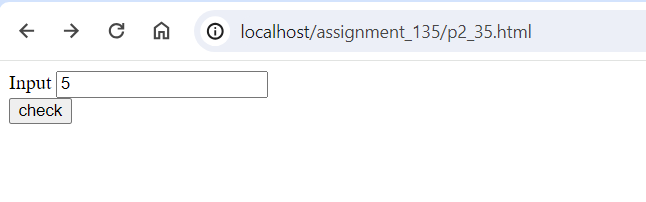 localhost/assignment_135/p2_35.html
Input 5
check